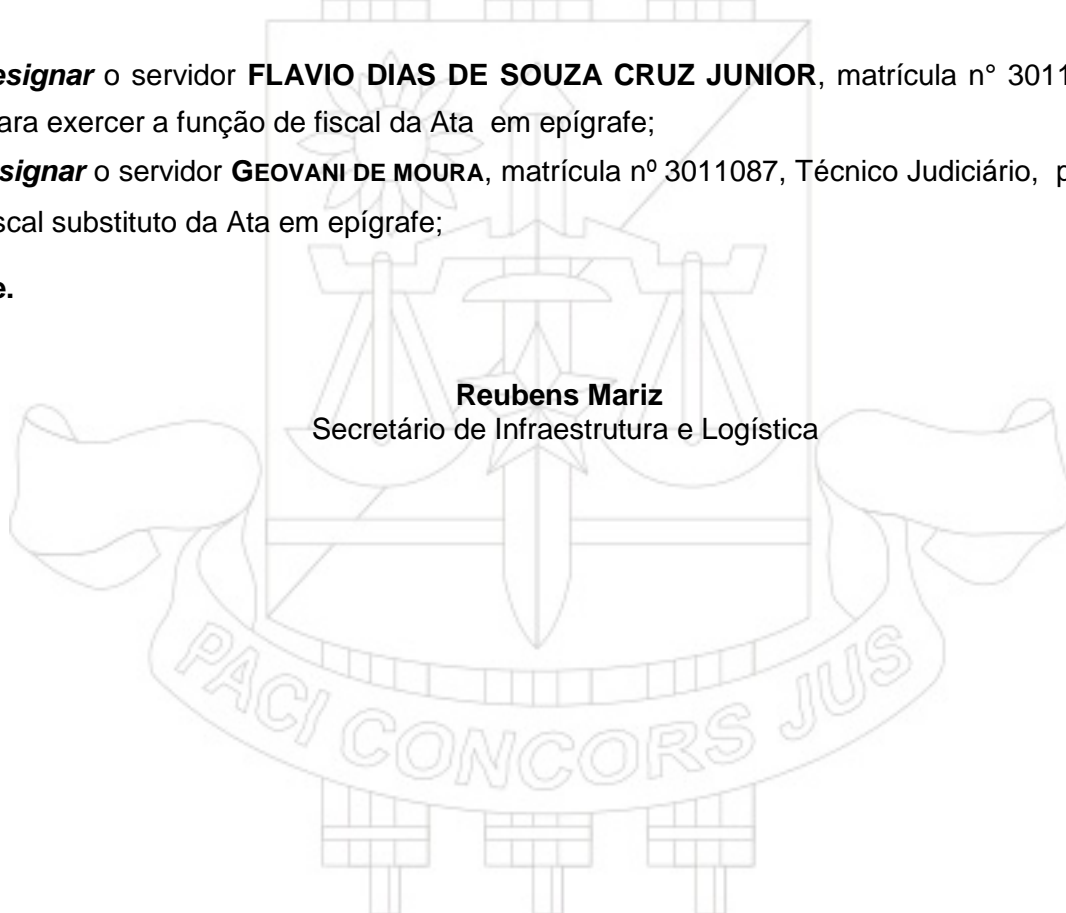 esignar o servidor FLAVIO DIAS DE SOUZA CRUZ JUNIOR, matrícula n° 3011
ara exercer a função de fiscal da Ata em epígrafe;
signar o servidor GEOVANI DE MOURA, matrícula nº 3011087, Técnico Judiciário, p
scal substituto da Ata em epígrafe;
e.
Reubens Mariz
Secretário de Infraestrutura e Logística
PACI CONCORS JUS